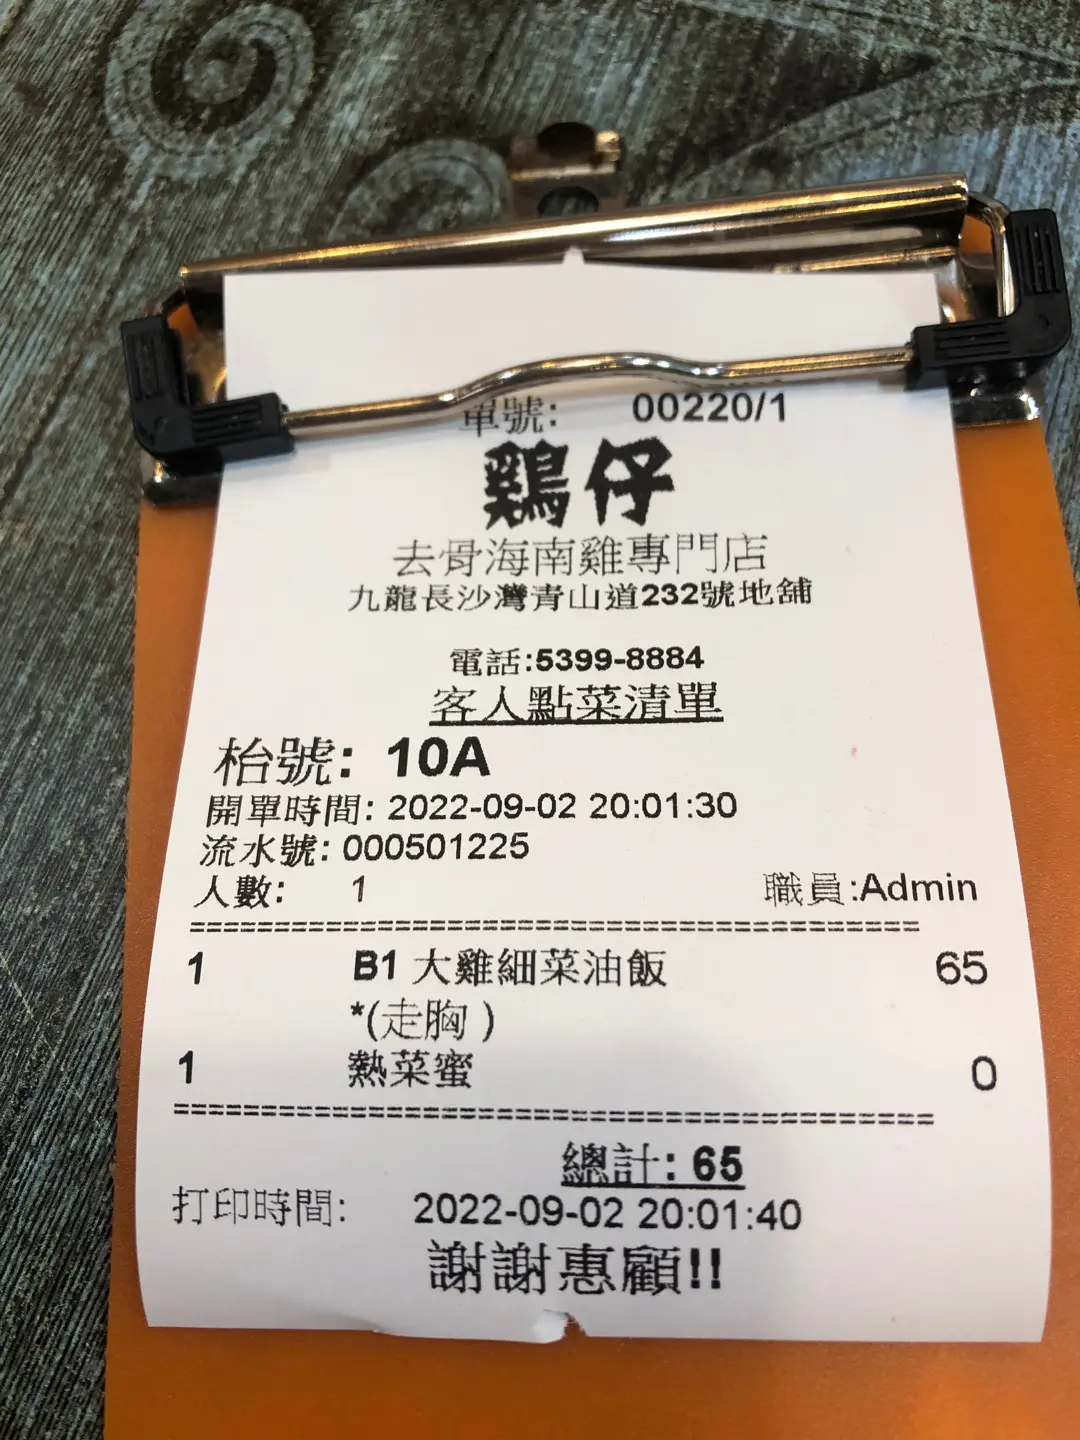 單號: 00220/1
鷄仔
去骨海南雞專門店
九龍長沙灣青山道232號地舖
電話:5399-8884
客人點菜清單
枱號: 10A
開單時間: 2022-09-02 20:01:30
流水號: 000501225
人數: 1 職員:Admin
======================================
1 B1 大雞細菜油飯 65
*(走胸 )
1 熱菜蜜 0
======================================
總計: 65
打印時間: 2022-09-02 20:01:40
謝謝惠顧!!